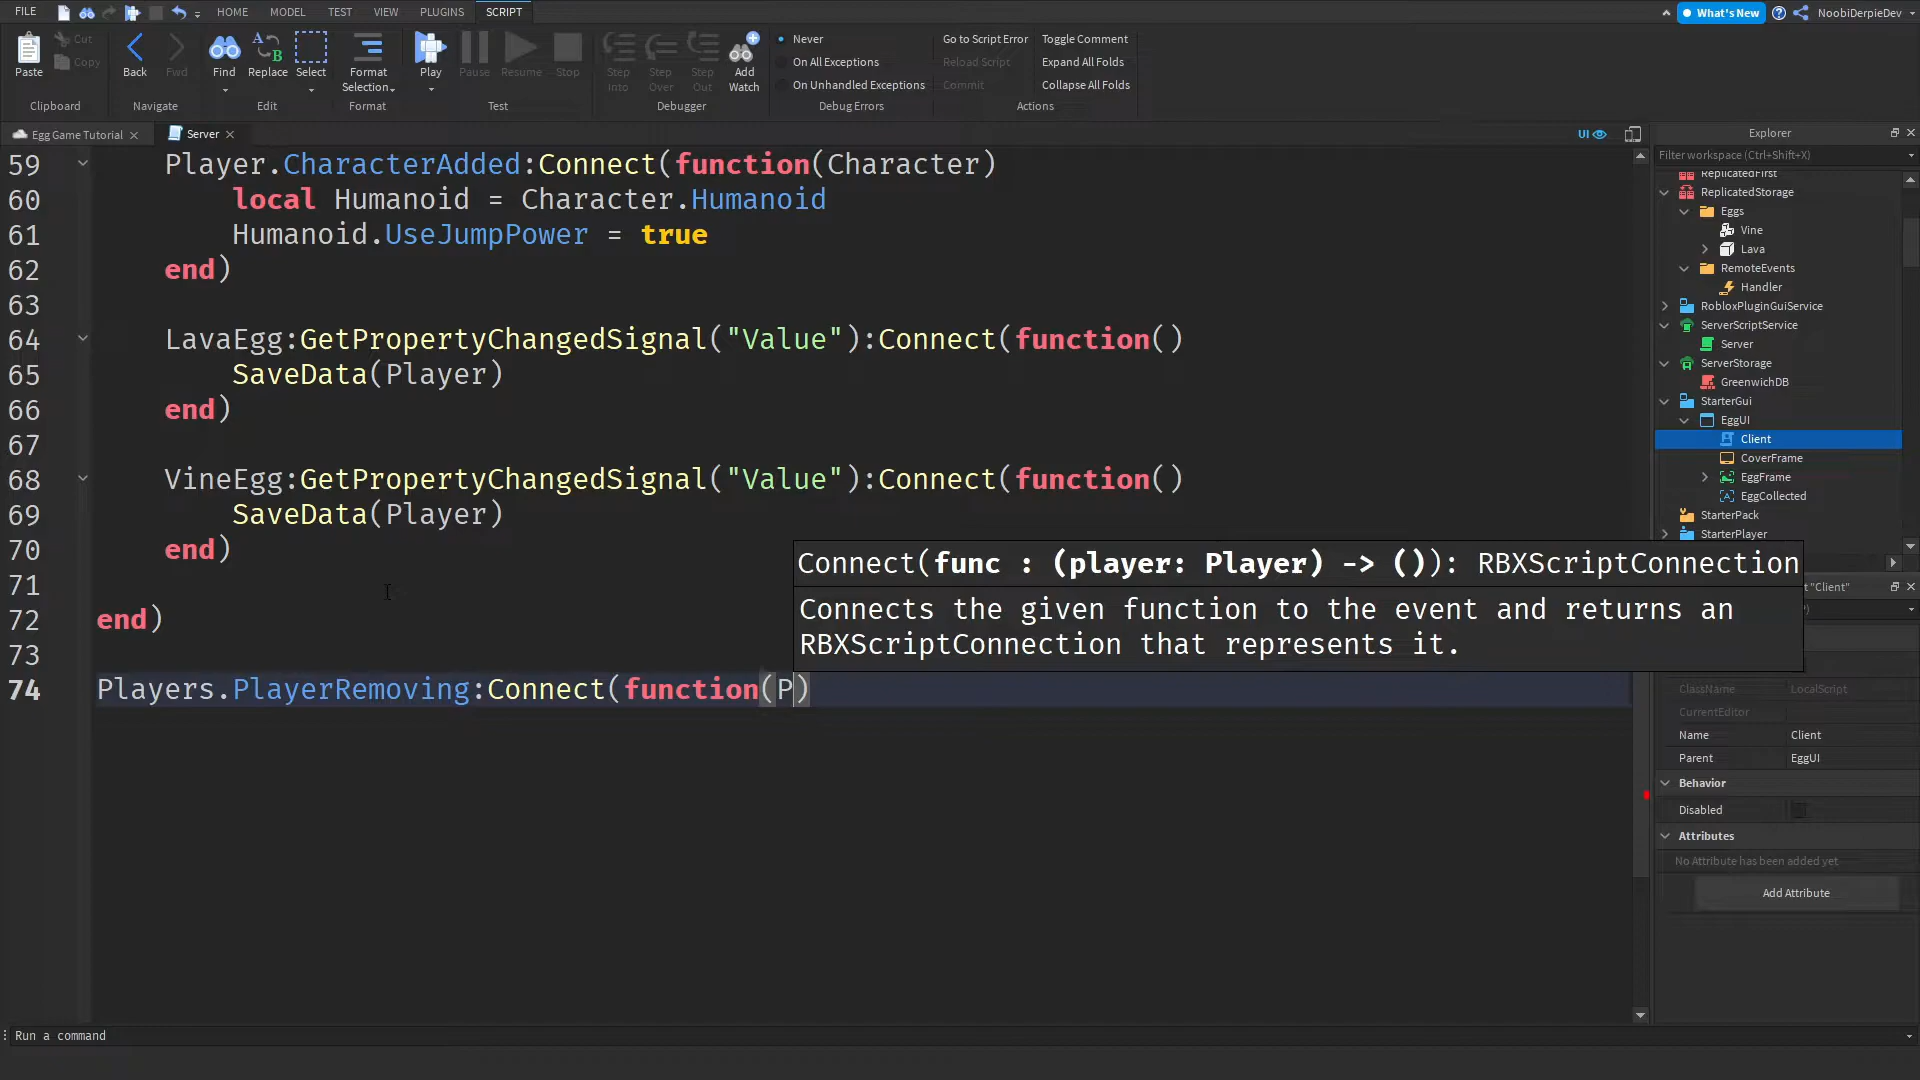 FILE HOME MODEL TEST VIEW PLUGINS SCRIPT What's New NoobiDerpieDev
Paste Cut Copy Clipboard
Back Fwd Navigate
Find Replace Select Edit
Format Selection Format
Play Pause Resume Stop Test
Step Into Step Over Step Out Add Watch Debugger
Never
On All Exceptions
On Unhandled Exceptions
Debug Errors
Go to Script Error Toggle Comment
Reload Script Expand All Folds
Commit Collapse All Folds
Actions
Egg Game Tutorial Server UI
59 Player.CharacterAdded:Connect(function(Character)
60 local Humanoid = Character.Humanoid
61 Humanoid.UseJumpPower = true
62 end)
63
64 LavaEgg:GetPropertyChangedSignal("Value"):Connect(function()
65 SaveData(Player)
66 end)
67
68 VineEgg:GetPropertyChangedSignal("Value"):Connect(function()
69 SaveData(Player)
70 end)
71
72 end)
73
74 Players.PlayerRemoving:Connect(function(P)
Connect(func : (player: Player) -> ()): RBXScriptConnection
Connects the given function to the event and returns an
RBXScriptConnection that represents it.
Explorer
Filter workspace (Ctrl+Shift+X)
ReplicatedFirst
ReplicatedStorage
Eggs
Vine
Lava
RemoteEvents
Handler
RobloxPluginGuiService
ServerScriptService
Server
ServerStorage
GreenwichDB
StarterGui
EggUI
Client
CoverFrame
EggFrame
EggCollected
StarterPack
StarterPlayer
"Client"
ClassName LocalScript
CurrentEditor
Name Client
Parent EggUI
Behavior
Disabled
Attributes
No Attribute has been added yet
Add Attribute
Run a command